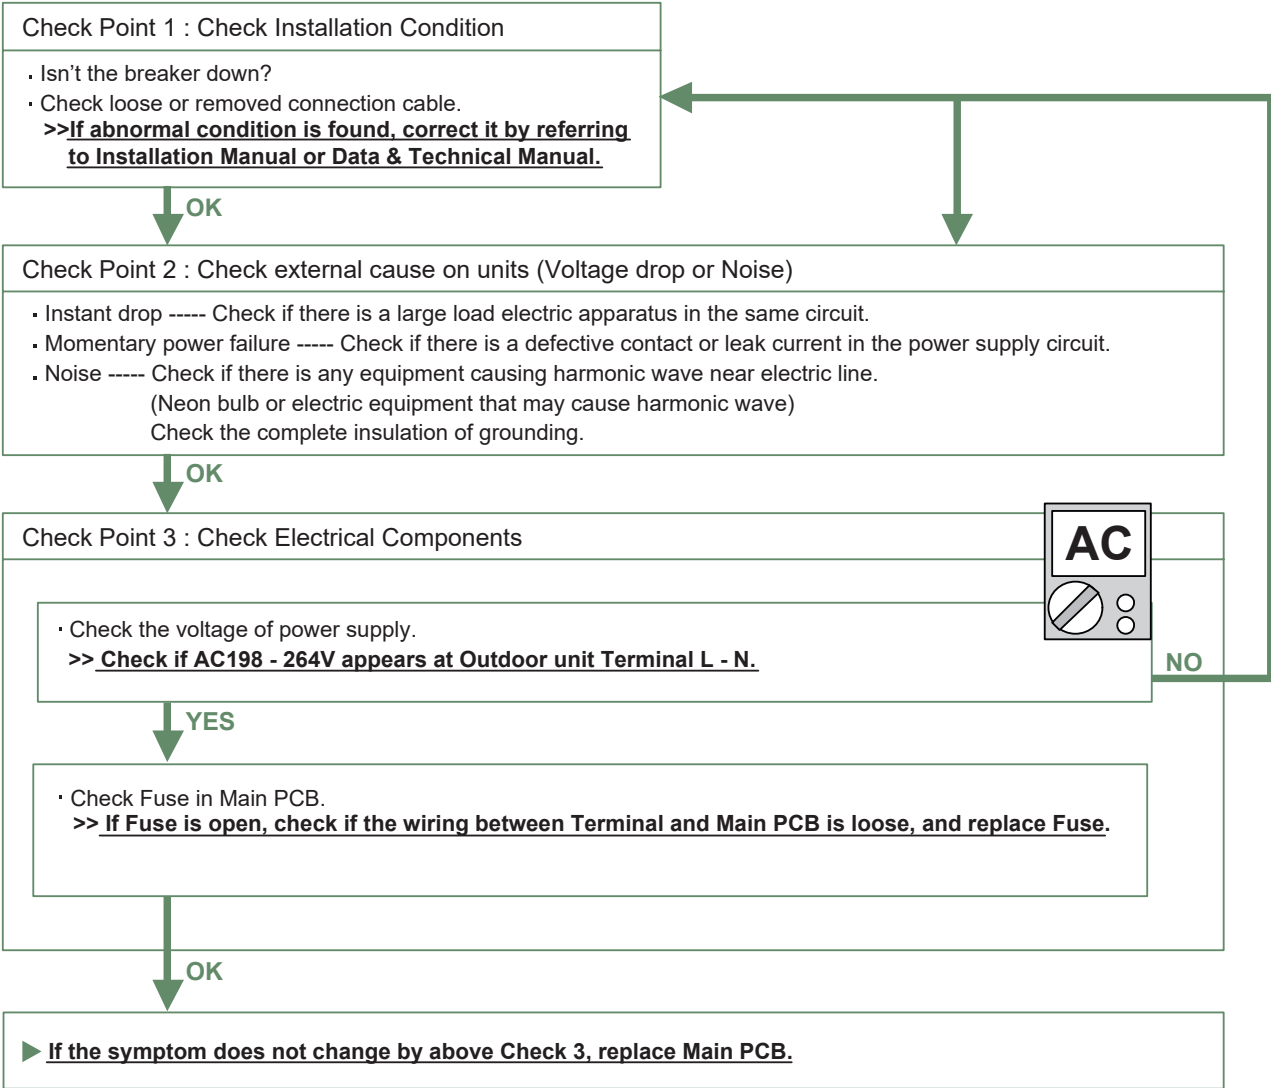 Check Point 1 : Check Installation Condition
· Isn’t the breaker down?
· Check loose or removed connection cable.
>>If abnormal condition is found, correct it by referring
to Installation Manual or Data & Technical Manual.
OK
Check Point 2 : Check external cause on units (Voltage drop or Noise)
· Instant drop ----- Check if there is a large load electric apparatus in the same circuit.
· Momentary power failure ----- Check if there is a defective contact or leak current in the power supply circuit.
· Noise ----- Check if there is any equipment causing harmonic wave near electric line.
(Neon bulb or electric equipment that may cause harmonic wave)
Check the complete insulation of grounding.
OK
Check Point 3 : Check Electrical Components
AC
· Check the voltage of power supply.
>> Check if AC198 - 264V appears at Outdoor unit Terminal L - N.
NO
YES
· Check Fuse in Main PCB.
>> If Fuse is open, check if the wiring between Terminal and Main PCB is loose, and replace Fuse.
OK
▶ If the symptom does not change by above Check 3, replace Main PCB.